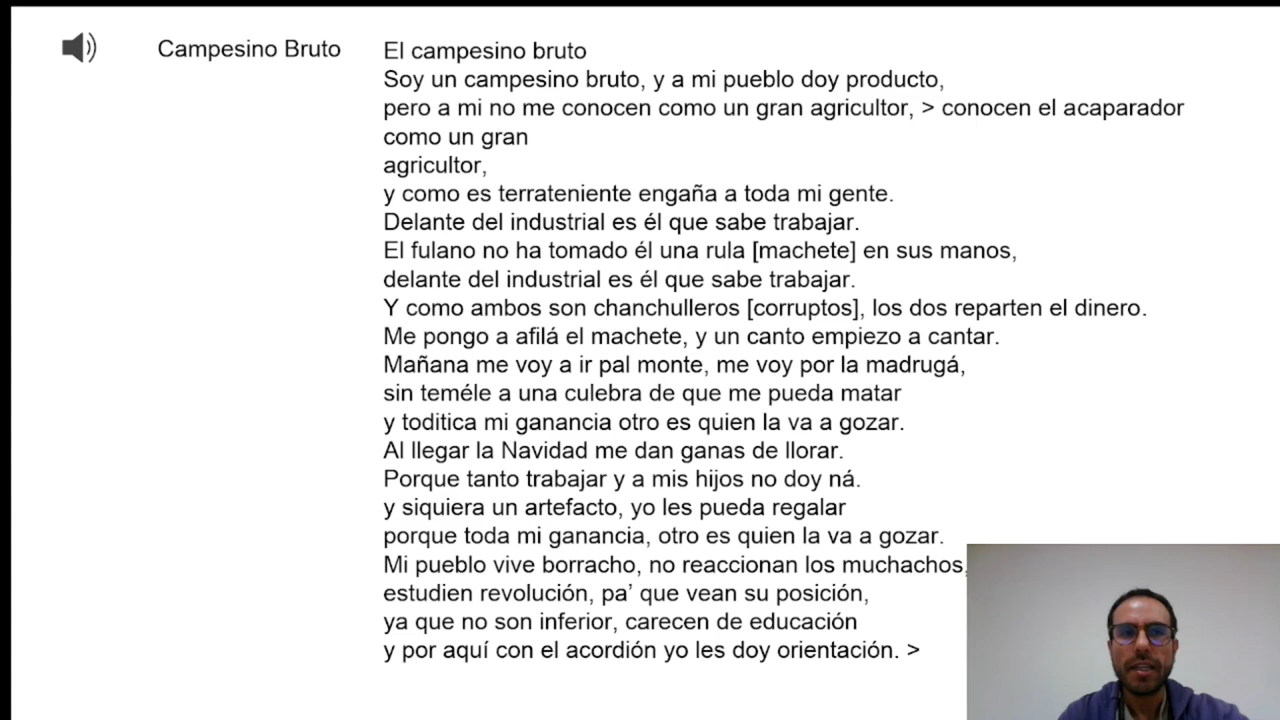 Campesino Bruto
El campesino bruto
Soy un campesino bruto, y a mi pueblo doy producto,
pero a mi no me conocen como un gran agricultor, > conocen el acaparador
como un gran
agricultor,
y como es terrateniente engaña a toda mi gente.
Delante del industrial es él que sabe trabajar.
El fulano no ha tomado él una rula [machete] en sus manos,
delante del industrial es él que sabe trabajar.
Y como ambos son chanchulleros [corruptos], los dos reparten el dinero.
Me pongo a afilá el machete, y un canto empiezo a cantar.
Mañana me voy a ir pal monte, me voy por la madrugá,
sin teméle a una culebra de que me pueda matar
y toditica mi ganancia otro es quien la va a gozar.
Al llegar la Navidad me dan ganas de llorar.
Porque tanto trabajar y a mis hijos no doy ná.
y siquiera un artefacto, yo les pueda regalar
porque toda mi ganancia, otro es quien la va a gozar.
Mi pueblo vive borracho, no reaccionan los muchachos,
estudien revolución, pa’ que vean su posición,
ya que no son inferior, carecen de educación
y por aquí con el acordión yo les doy orientación. >